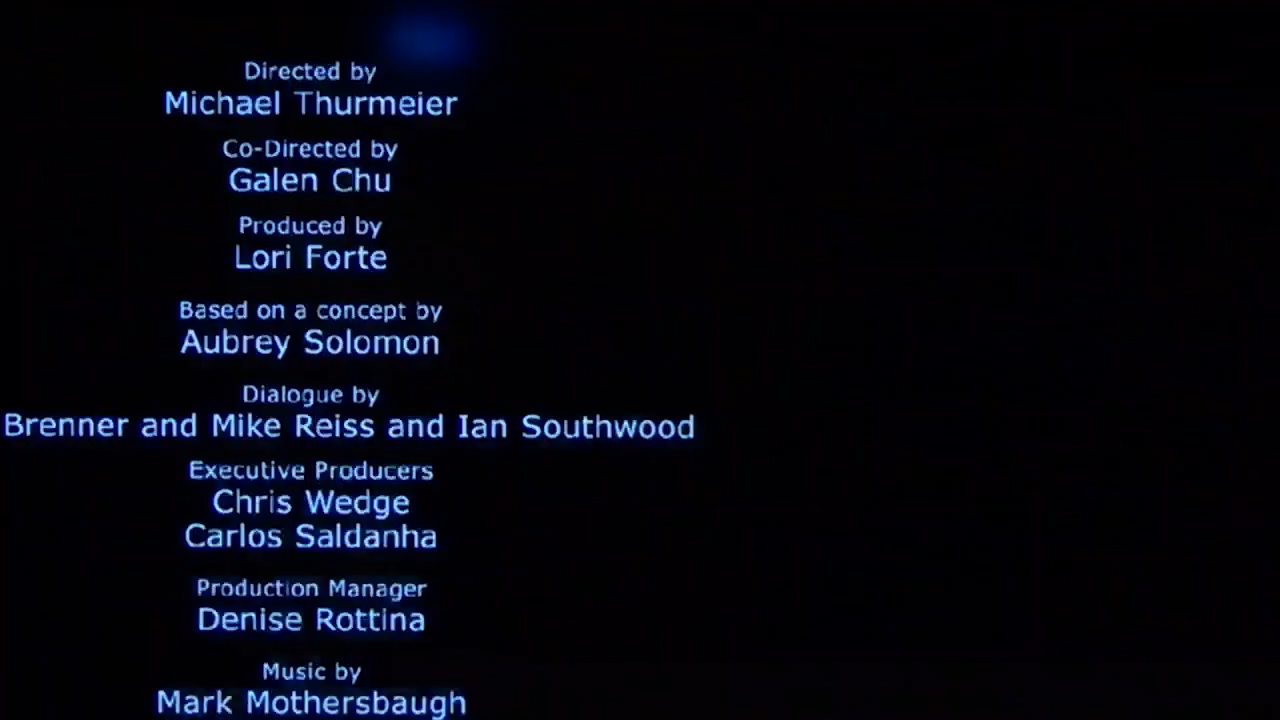 Directed by
Michael Thurmeier
Co-Directed by
Galen Chu
Produced by
Lori Forte
Based on a concept by
Aubrey Solomon
Dialogue by
Brenner and Mike Reiss and Ian Southwood
Executive Producers
Chris Wedge
Carlos Saldanha
Production Manager
Denise Rottina
Music by
Mark Mothersbaugh